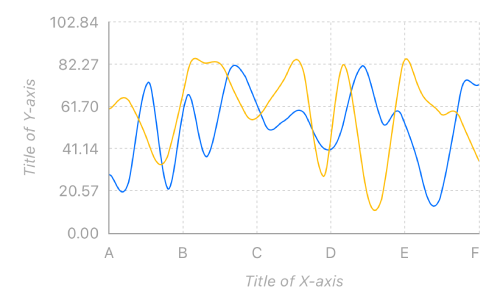 102.84
82.27
61.70
41.14
20.57
0.00
Title of Y-axis
A B C D E F
Title of X-axis